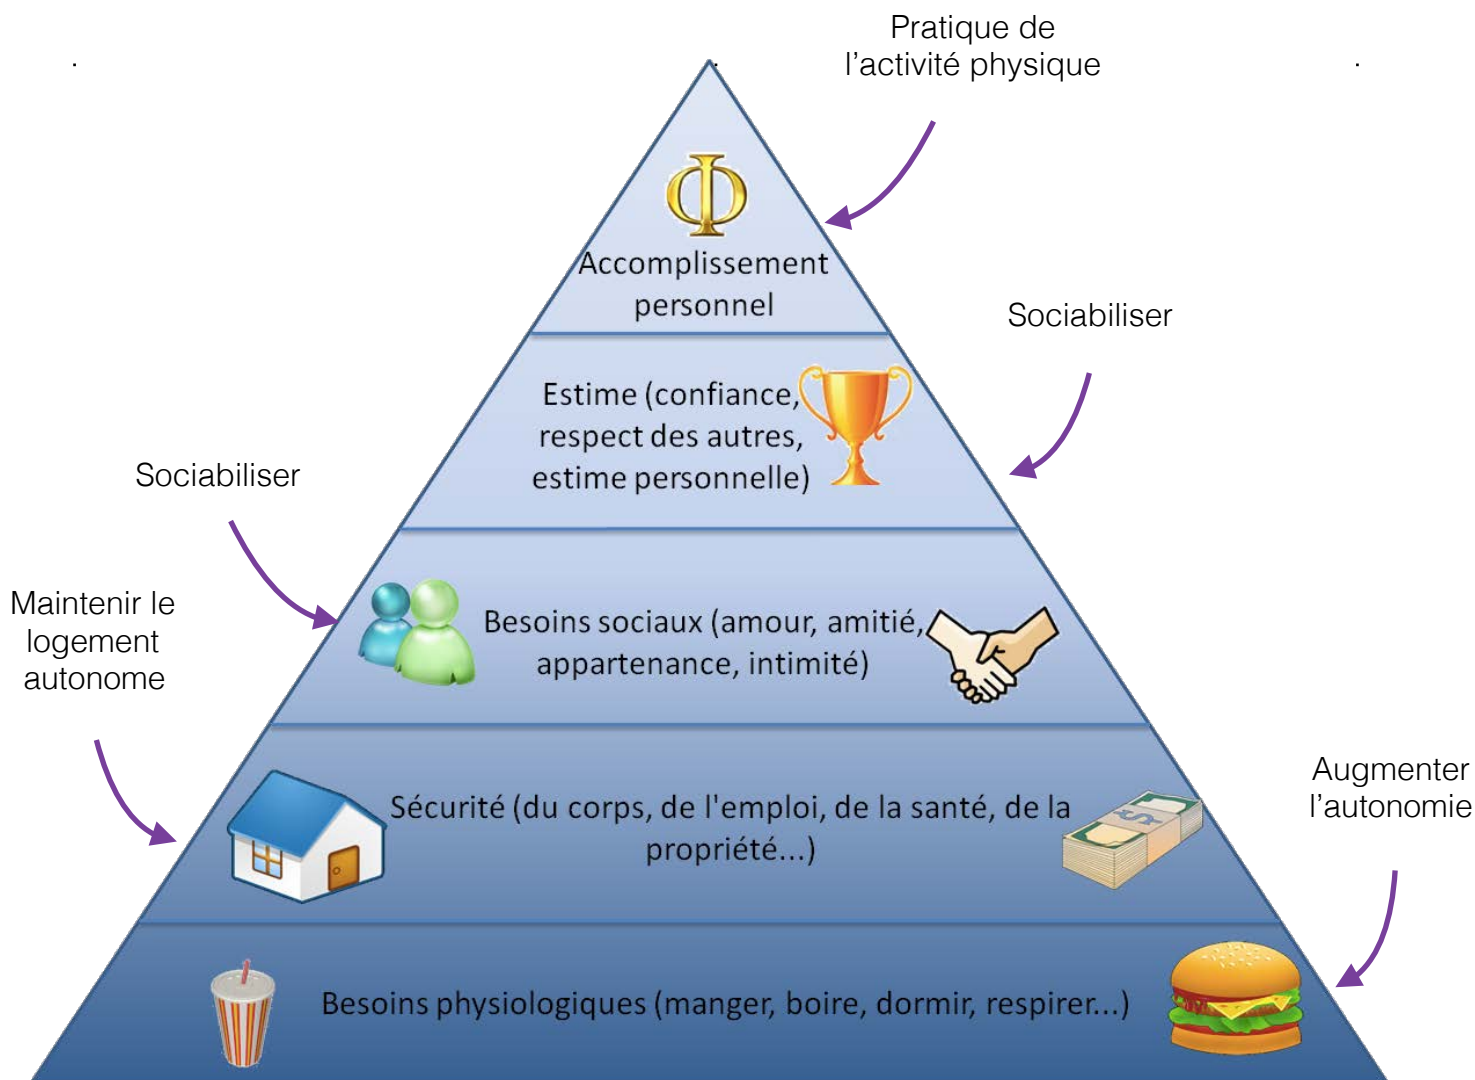 Pratique de
l’activité physique
Φ
Accomplissement
personnel
Sociabiliser
Estime (confiance,
respect des autres,
estime personnelle)
Sociabiliser
Maintenir le
logement
autonome
Besoins sociaux (amour, amitié,
appartenance, intimité)
Augmenter
l’autonomie
Sécurité (du corps, de l'emploi, de la santé, de la
propriété...)
$
Besoins physiologiques (manger, boire, dormir, respirer...)